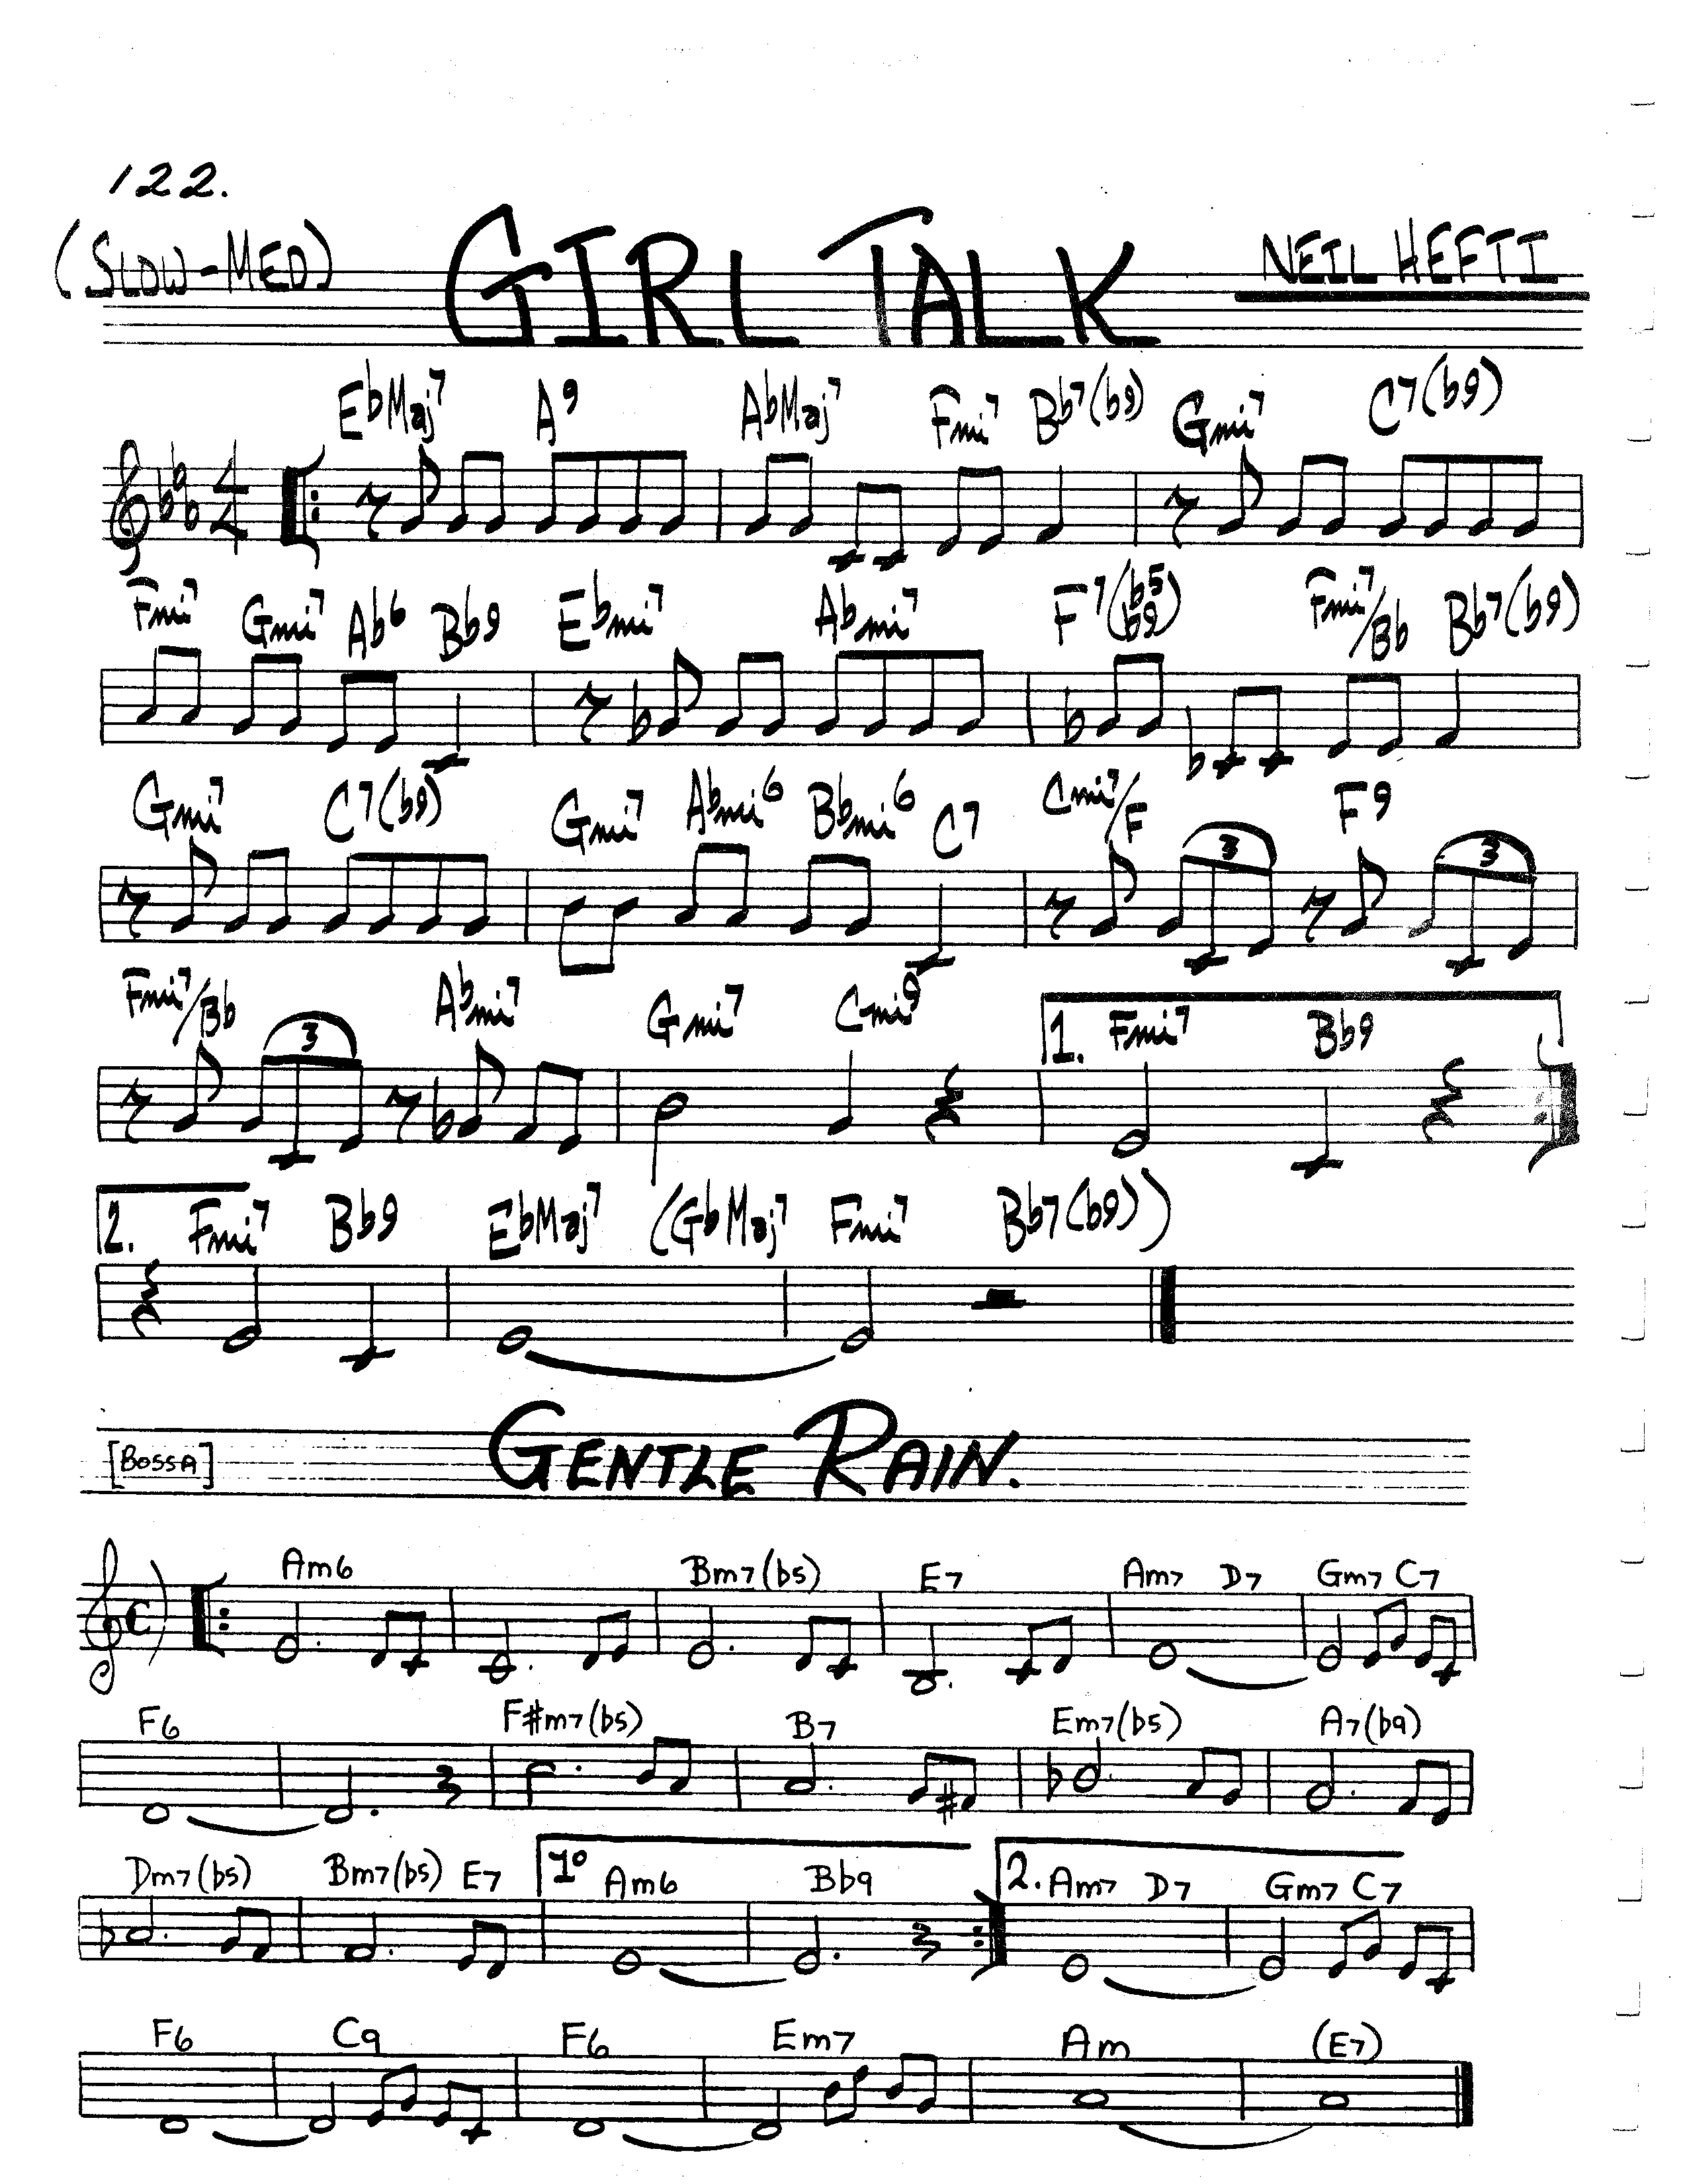 122.
(SLOW-MED) GIRL TALK NEIL HEFTI
EbMaj7 A9 AbMaj7 Fmi7 Bb7(b9) Gmi7 C7(b9)
4/4
Fmi7 Gmi7 Ab6 Bb9 Ebmi7 Abmi7 F7(b5 b9) Fmi7/Bb Bb7(b9)
Gmi7 C7(b9) Gmi7 Abmi6 Bbmi6 C7 Cmi7/F F9
3 3
Fmi7/Bb Abmi7 Gmi7 Cmi9 1. Fmi7 Bb9
3
2. Fmi7 Bb9 EbMaj7 (GbMaj7 Fmi7 Bb7(b9))
[BOSSA] GENTLE RAIN.
Am6 Bm7(b5) E7 Am7 D7 Gm7 C7
F6 F#m7(b5) B7 Em7(b5) A7(b9)
Dm7(b5) Bm7(b5) E7 1º Am6 Bb9 2. Am7 D7 Gm7 C7
F6 C9 F6 Em7 Am (E7)